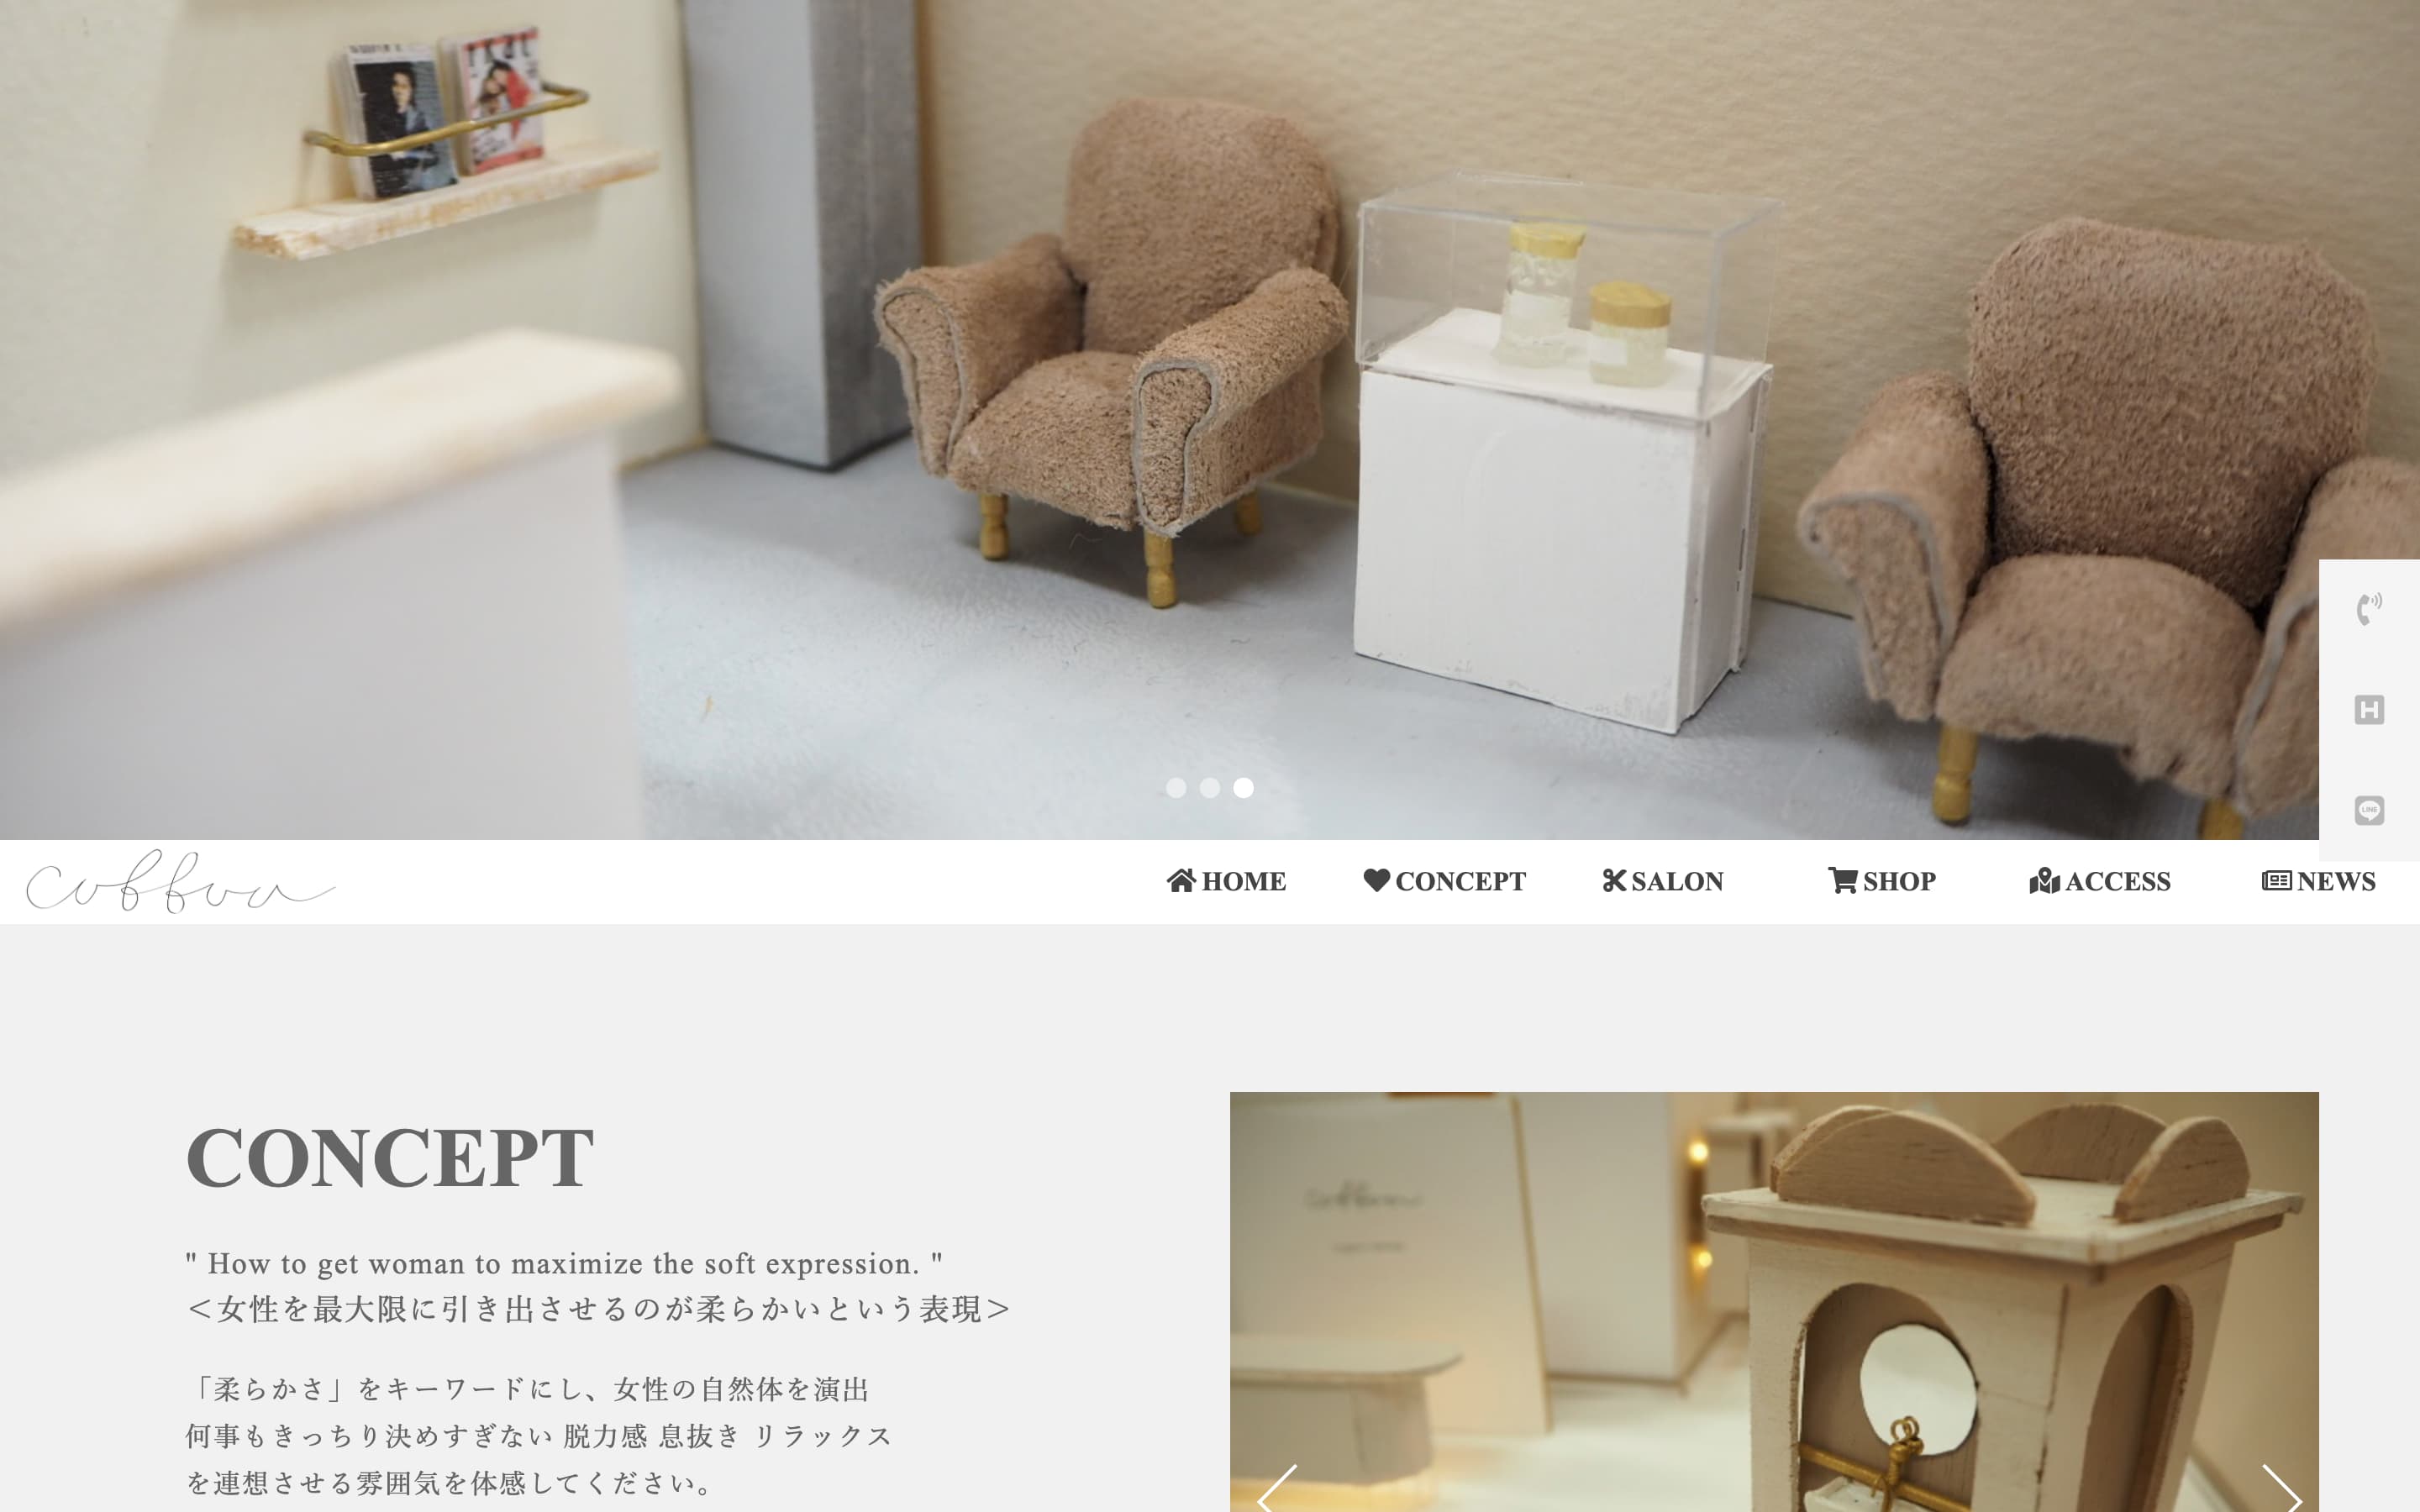 HOME
CONCEPT
SALON
SHOP
ACCESS
NEWS
LINE
CONCEPT
" How to get woman to maximize the soft expression. "
＜女性を最大限に引き出させるのが柔らかいという表現＞
「柔らかさ」をキーワードにし、女性の自然体を演出
何事もきっちり決めすぎない 脱力感 息抜き リラックス
を連想させる雰囲気を体感してください。